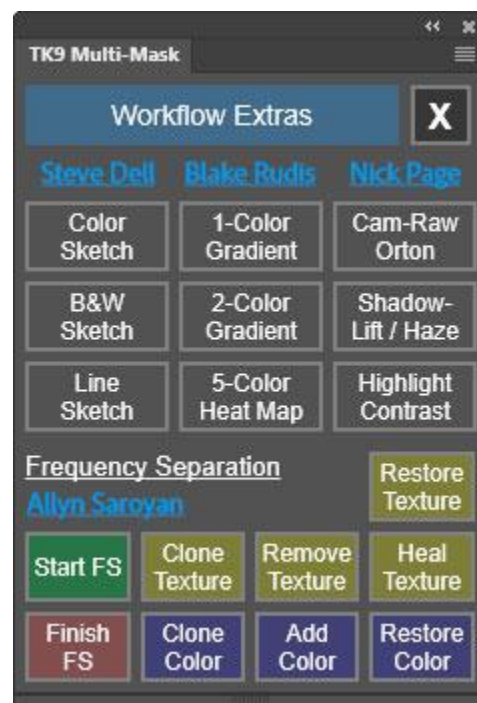 TK9 Multi-Mask
Workflow Extras X
Steve Dell Blake Rudis Nick Page
Color Sketch 1-Color Gradient Cam-Raw Orton
B&W Sketch 2-Color Gradient Shadow-Lift / Haze
Line Sketch 5-Color Heat Map Highlight Contrast
Frequency Separation
Allyn Saroyan
Restore Texture
Start FS Clone Texture Remove Texture Heal Texture
Finish FS Clone Color Add Color Restore Color